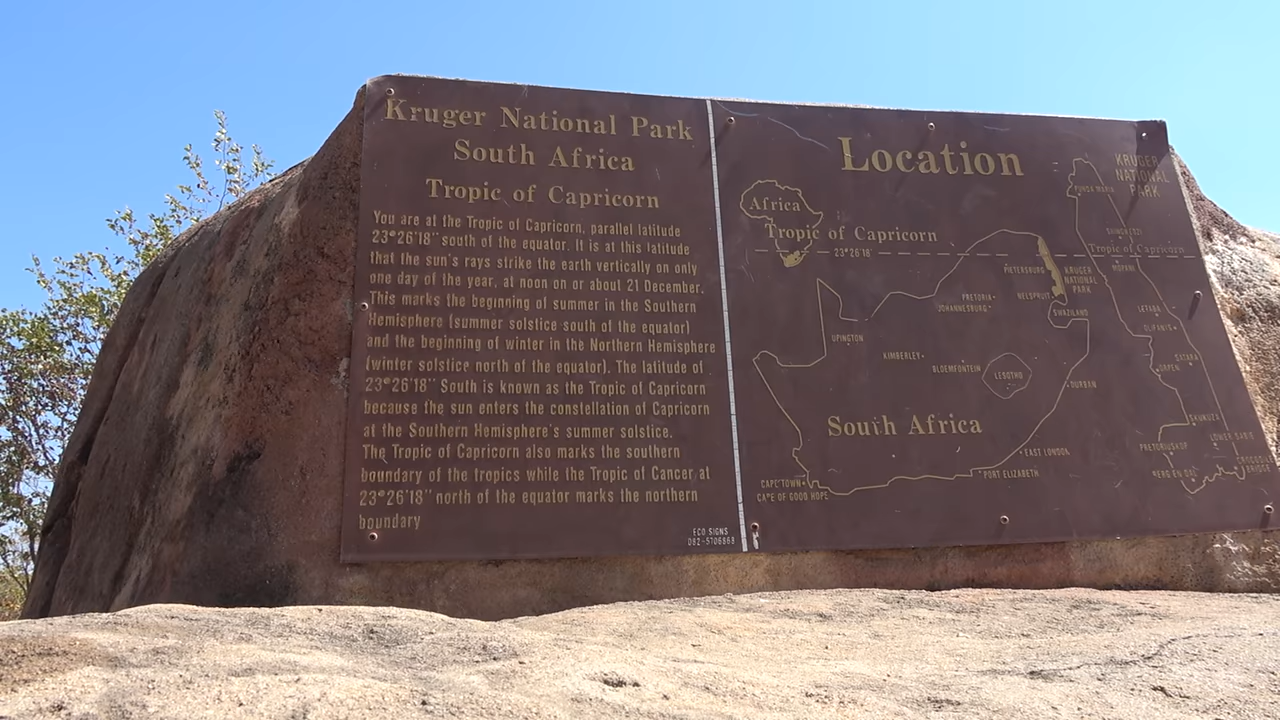 Kruger National Park
South Africa
Tropic of Capricorn
You are at the Tropic of Capricorn, parallel latitude
23°26'18" south of the equator. It is at this latitude
that the sun's rays strike the earth vertically on only
one day of the year, at noon on or about 21 December.
This marks the beginning of summer in the Southern
Hemisphere (summer solstice south of the equator)
and the beginning of winter in the Northern Hemisphere
(winter solstice north of the equator). The latitude of
23°26'18" South is known as the Tropic of Capricorn
because the sun enters the constellation of Capricorn
at the Southern Hemisphere's summer solstice.
The Tropic of Capricorn also marks the southern
boundary of the tropics while the Tropic of Cancer at
23°26'18" north of the equator marks the northern
boundary
ECO SIGNS
082-5706868
Location
KRUGER
NATIONAL
PARK
Africa
Tropic of Capricorn
23°26'18"
PUNDA MARIA
Tropic of Capricorn
MOPANI
PIETERSBURG
KRUGER
NATIONAL
PARK
NELSPRUIT
PRETORIA
JOHANNESBURG
SWAZILAND
LETABA
OLIFANTS
UPINGTON
KIMBERLEY
BLOEMFONTEIN
LESOTHO
SATARA
ORPEN
DURBAN
South Africa
SKUKUZA
LOWER SABIE
PRETORIUSKOP
EAST LONDON
PORT ELIZABETH
CAPE TOWN
CAPE OF GOOD HOPE
BERG EN DAL
BRIDGE